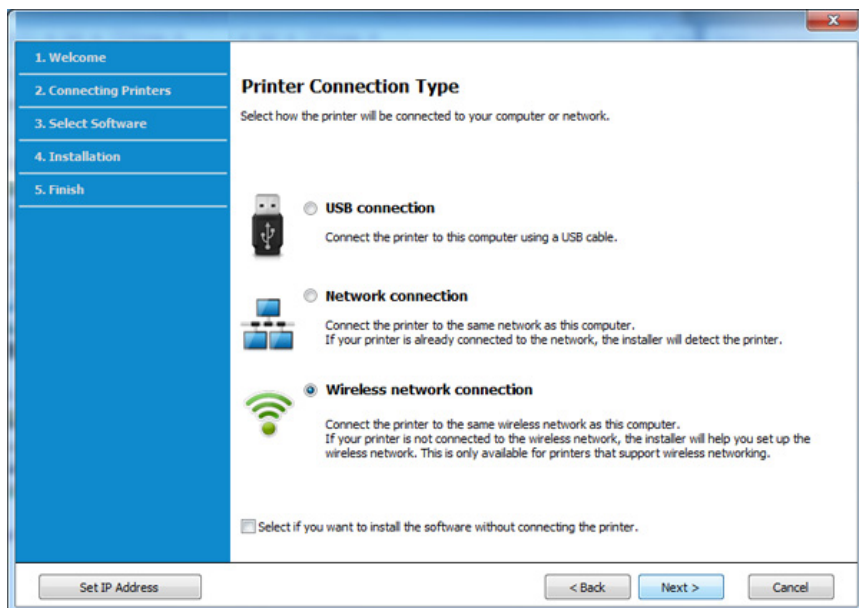 1. Welcome
2. Connecting Printers
3. Select Software
4. Installation
5. Finish
Printer Connection Type
Select how the printer will be connected to your computer or network.
USB connection
Connect the printer to this computer using a USB cable.
Network connection
Connect the printer to the same network as this computer.
If your printer is already connected to the network, the installer will detect the printer.
Wireless network connection
Connect the printer to the same wireless network as this computer.
If your printer is not connected to the wireless network, the installer will help you set up the
wireless network. This is only available for printers that support wireless networking.
Select if you want to install the software without connecting the printer.
Set IP Address
< Back
Next >
Cancel